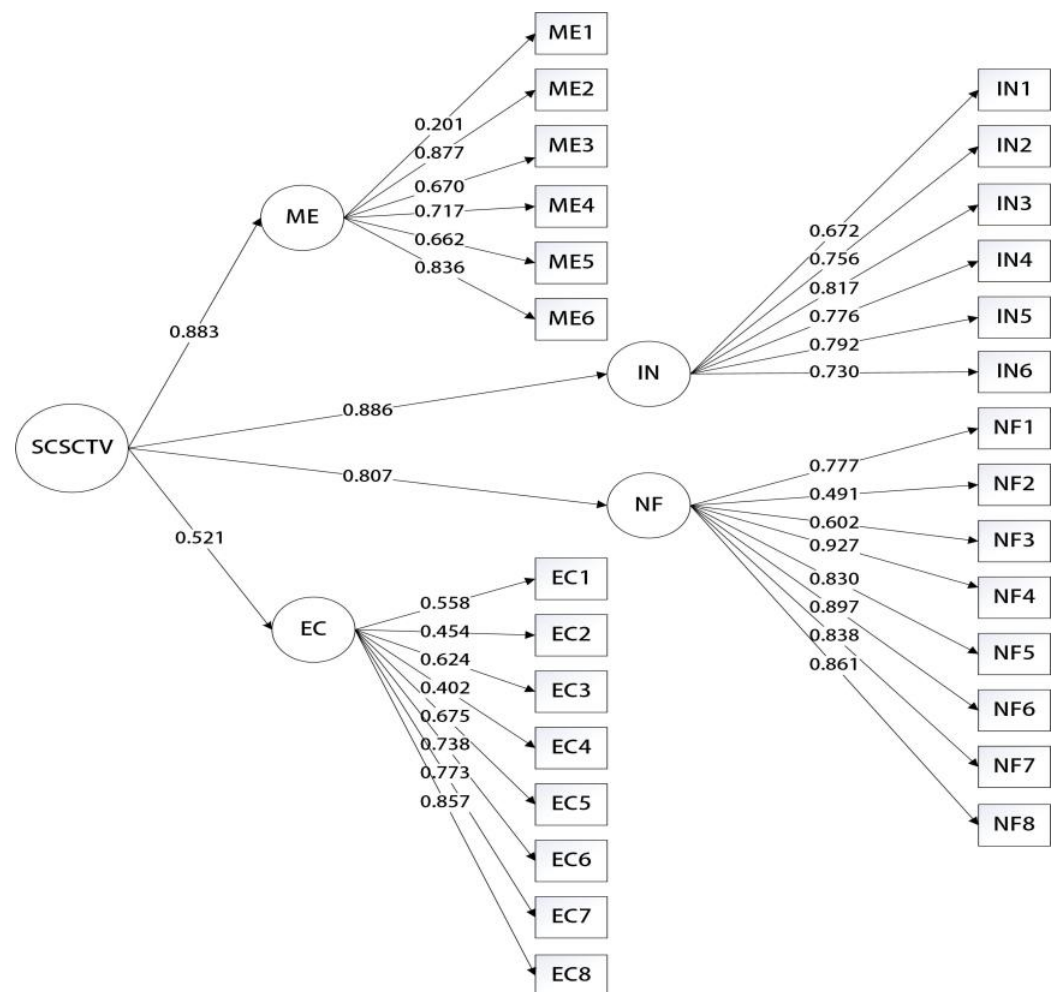 SCSCTV
0.883
0.886
0.807
0.521
ME
0.201
0.877
0.670
0.717
0.662
0.836
ME1
ME2
ME3
ME4
ME5
ME6
IN
0.672
0.756
0.817
0.776
0.792
0.730
IN1
IN2
IN3
IN4
IN5
IN6
NF
0.777
0.491
0.602
0.927
0.830
0.897
0.838
0.861
NF1
NF2
NF3
NF4
NF5
NF6
NF7
NF8
EC
0.558
0.454
0.624
0.402
0.675
0.738
0.773
0.857
EC1
EC2
EC3
EC4
EC5
EC6
EC7
EC8